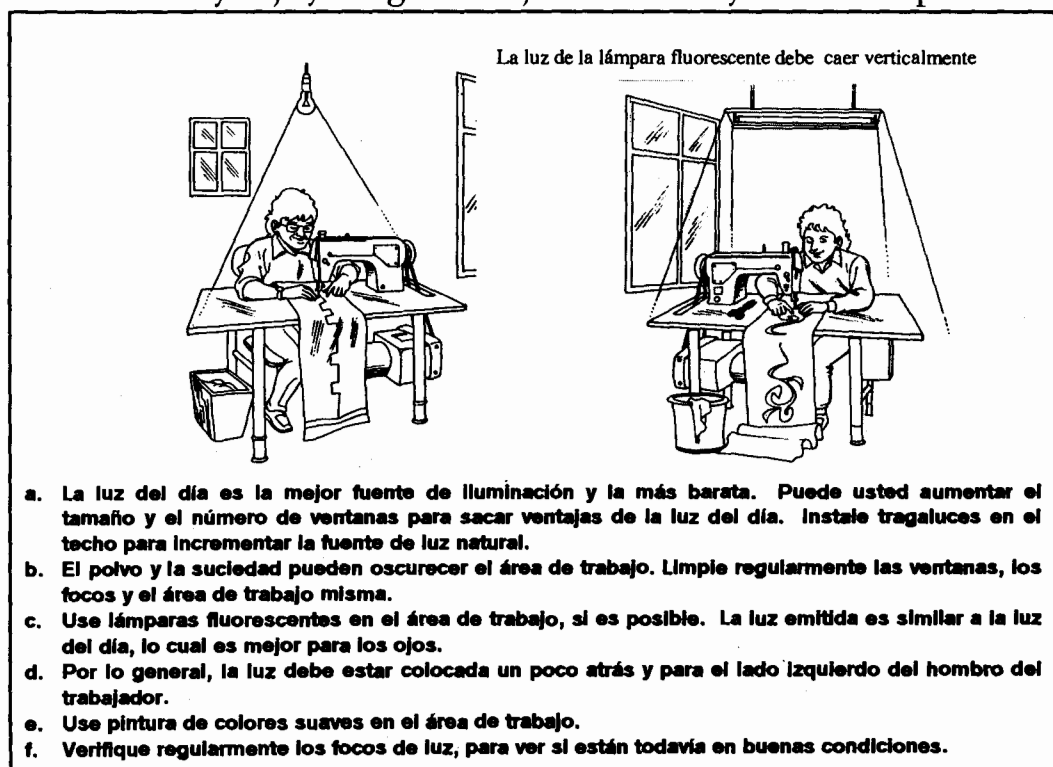 La luz de la lámpara fluorescente debe caer verticalmente
a. La luz del día es la mejor fuente de iluminación y la más barata. Puede usted aumentar el
tamaño y el número de ventanas para sacar ventajas de la luz del día. Instale tragaluces en el
techo para incrementar la fuente de luz natural.
b. El polvo y la suciedad pueden oscurecer el área de trabajo. Limpie regularmente las ventanas, los
focos y el área de trabajo misma.
c. Use lámparas fluorescentes en el área de trabajo, si es posible. La luz emitida es similar a la luz
del día, lo cual es mejor para los ojos.
d. Por lo general, la luz debe estar colocada un poco atrás y para el lado izquierdo del hombro del
trabajador.
e. Use pintura de colores suaves en el área de trabajo.
f. Verifique regularmente los focos de luz, para ver si están todavía en buenas condiciones.